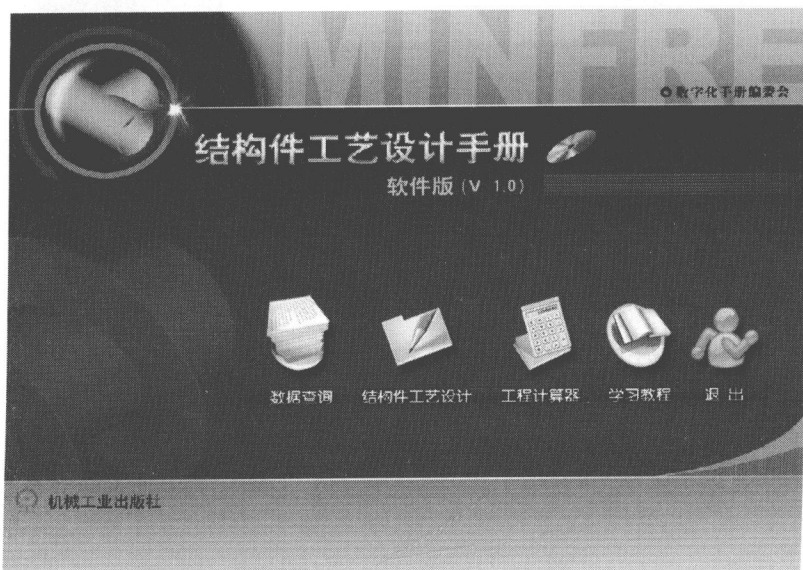 MINFRE
数字化手册编委会
结构件工艺设计手册
软件版 (V 1.0)
数据查询 结构件工艺设计 工程计算器 学习教程 退 出
机械工业出版社